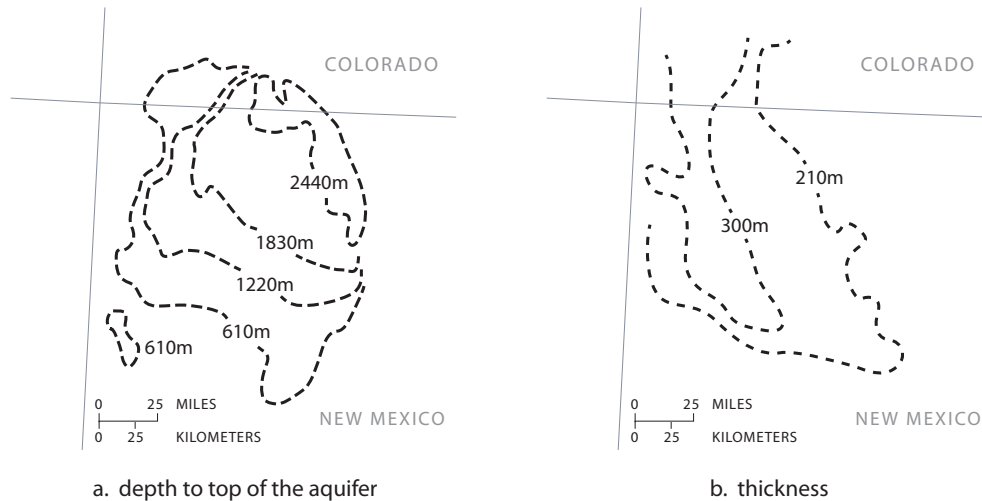 COLORADO
2440m
1830m
1220m
610m
610m
0 25 MILES
0 25 KILOMETERS
NEW MEXICO
a. depth to top of the aquifer
COLORADO
210m
300m
0 25 MILES
0 25 KILOMETERS
NEW MEXICO
b. thickness